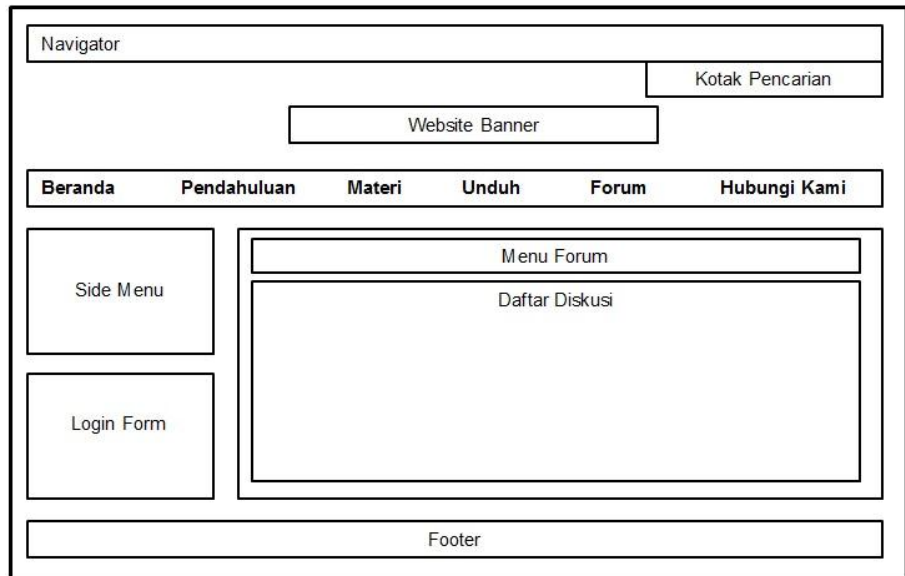 Navigator
Kotak Pencarian
Website Banner
Beranda Pendahuluan Materi Unduh Forum Hubungi Kami
Side Menu
Login Form
Menu Forum
Daftar Diskusi
Footer